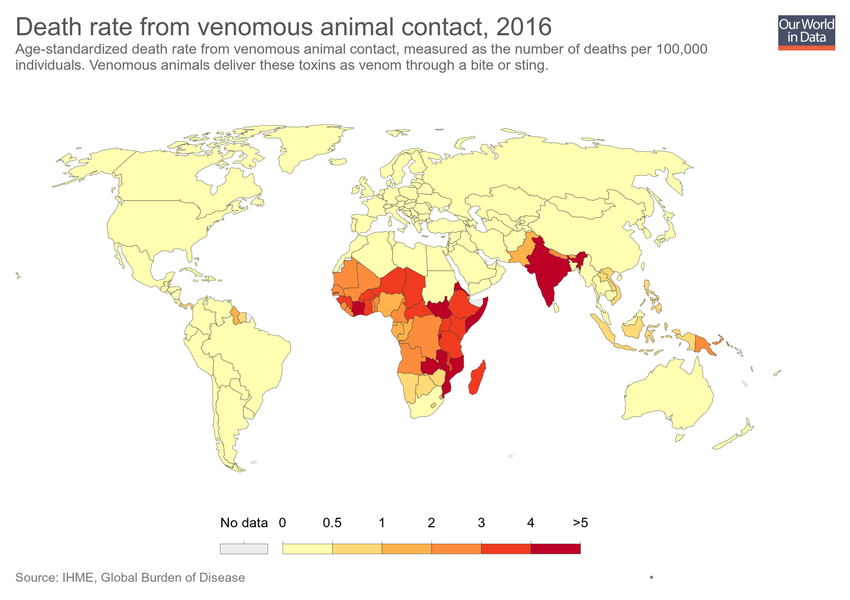 Death rate from venomous animal contact, 2016
Our World
in Data
Age-standardized death rate from venomous animal contact, measured as the number of deaths per 100,000
individuals. Venomous animals deliver these toxins as venom through a bite or sting.
No data 0 0.5 1 2 3 4 >5
Source: IHME, Global Burden of Disease